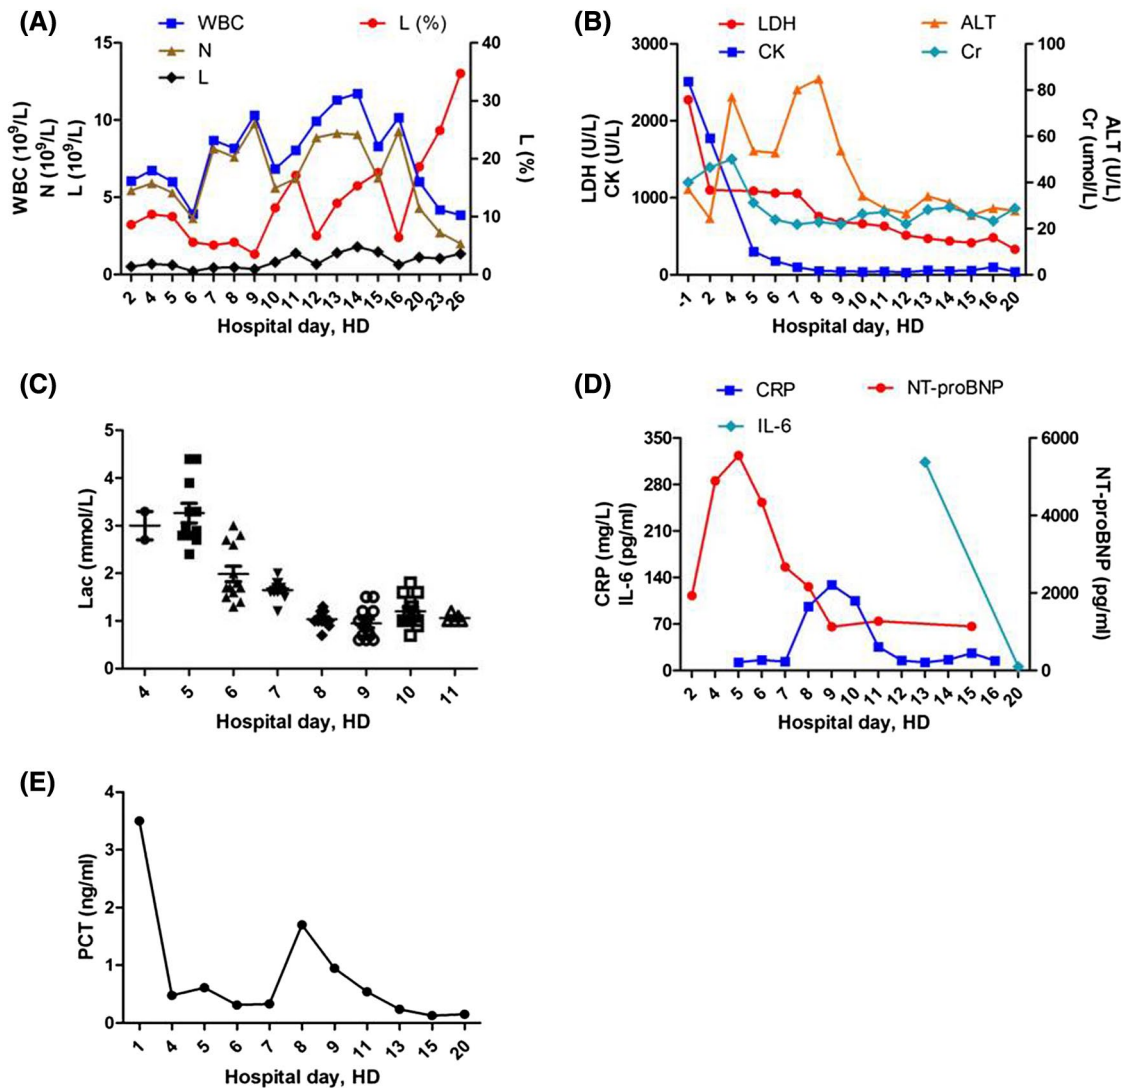 (A)
WBC
N
L
L (%)
15
10
5
0
40
30
20
10
0
WBC (10⁹/L)
N (10⁹/L)
L (10⁹/L)
L (%)
2 4 5 6 7 8 9 10 11 12 13 14 15 16 20 23 26
Hospital day, HD
(B)
LDH
CK
ALT
Cr
3000
2000
1000
0
100
80
60
40
20
0
LDH (U/L)
CK (U/L)
ALT (U/L)
Cr (umol/L)
-1 2 4 5 6 7 8 9 10 11 12 13 14 15 16 20
Hospital day, HD
(C)
5
4
3
2
1
0
Lac (mmol/L)
4 5 6 7 8 9 10 11
Hospital day, HD
(D)
CRP
IL-6
NT-proBNP
350
280
210
140
70
0
6000
4000
2000
0
CRP (mg/L)
IL-6 (pg/ml)
NT-proBNP (pg/ml)
2 4 5 6 7 8 9 10 11 12 13 14 15 16 20
Hospital day, HD
(E)
4
3
2
1
0
PCT (ng/ml)
1 4 5 6 7 8 9 11 13 15 20
Hospital day, HD